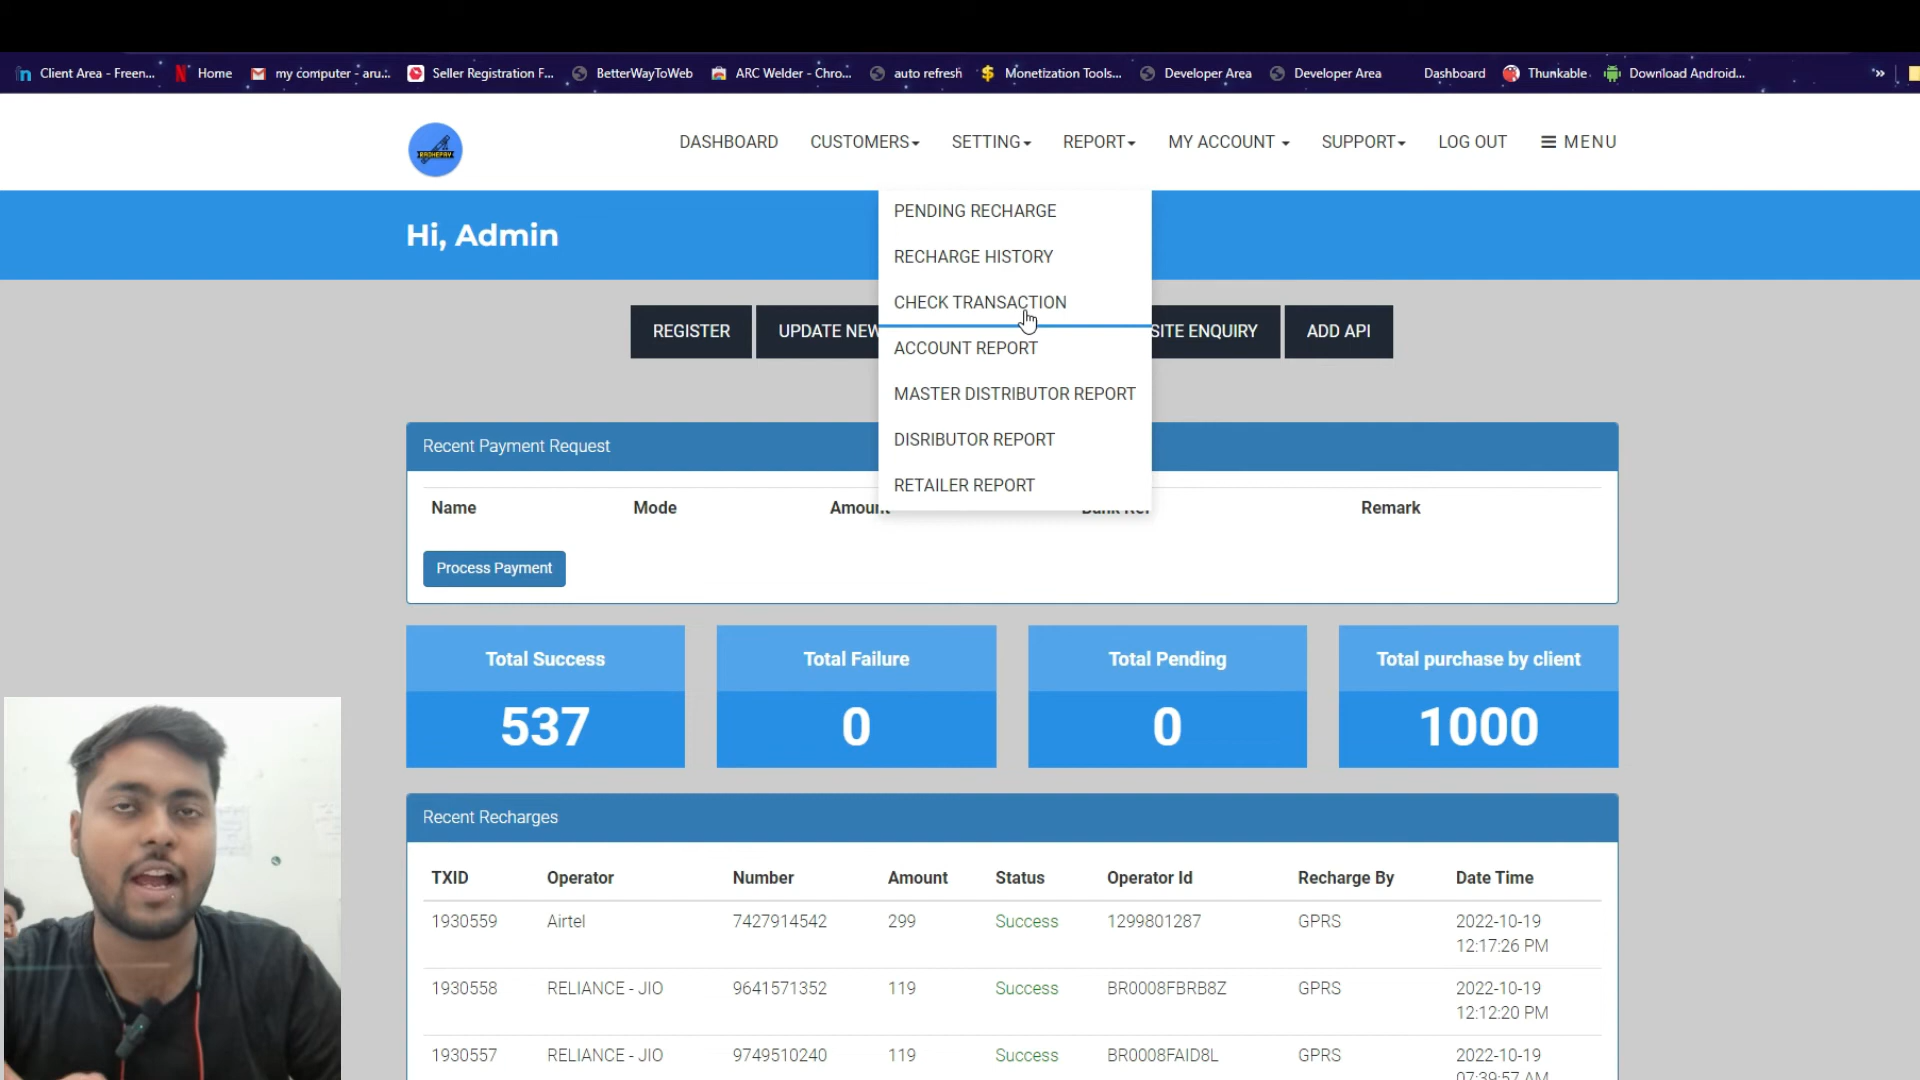 Client Area - Freen...
Home
my computer - aru...
Seller Registration F...
BetterWayToWeb
ARC Welder - Chro...
auto refresh
Monetization Tools...
Developer Area
Developer Area
Dashboard
Thunkable
Download Android...
»
RADHEPAY
DASHBOARD
CUSTOMERS
SETTING
REPORT
MY ACCOUNT
SUPPORT
LOG OUT
MENU
PENDING RECHARGE
RECHARGE HISTORY
CHECK TRANSACTION
ACCOUNT REPORT
MASTER DISTRIBUTOR REPORT
DISRIBUTOR REPORT
RETAILER REPORT
Hi, Admin
REGISTER
UPDATE NEW
SITE ENQUIRY
ADD API
Recent Payment Request
Name Mode Amount Remark
Process Payment
Total Success
537
Total Failure
0
Total Pending
0
Total purchase by client
1000
Recent Recharges
TXID Operator Number Amount Status Operator Id Recharge By Date Time
1930559 Airtel 7427914542 299 Success 1299801287 GPRS 2022-10-19
12:17:26 PM
1930558 RELIANCE - JIO 9641571352 119 Success BR0008FBRB8Z GPRS 2022-10-19
12:12:20 PM
1930557 RELIANCE - JIO 9749510240 119 Success BR0008FAID8L GPRS 2022-10-19
07:39:57 AM